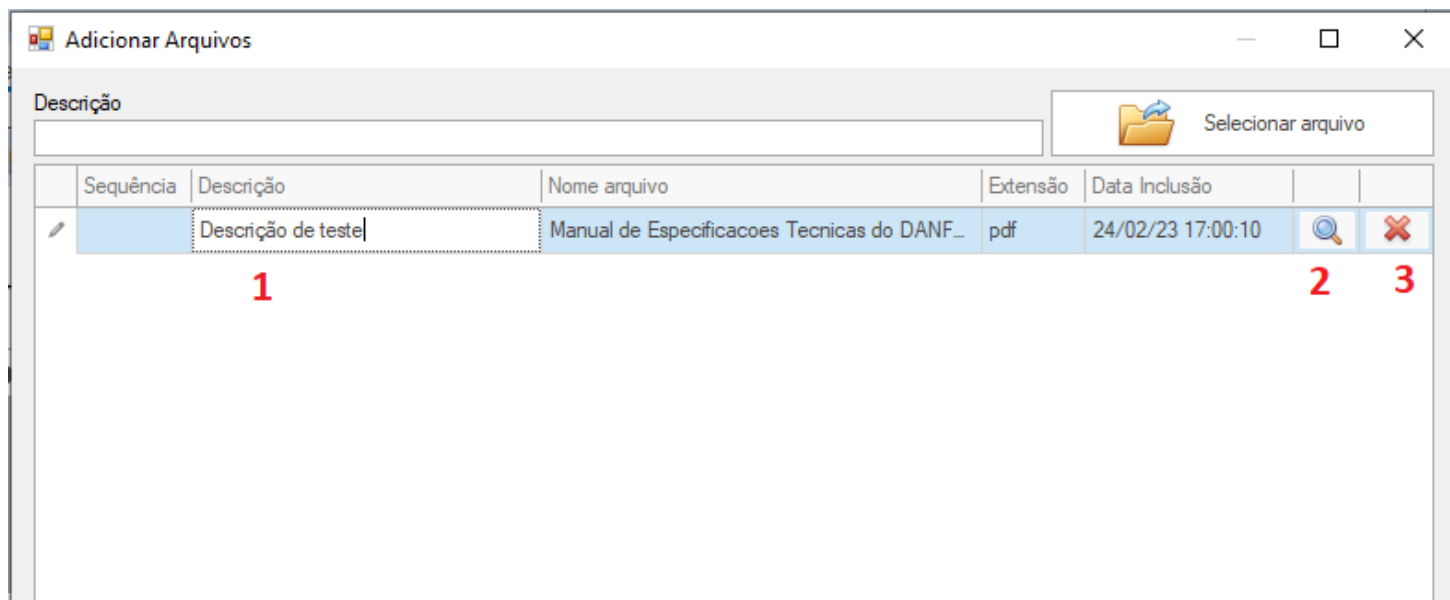 Adicionar Arquivos
Descrição
Selecionar arquivo
Sequência Descrição Nome arquivo Extensão Data Inclusão
Descrição de teste Manual de Especificacoes Tecnicas do DANF... pdf 24/02/23 17:00:10
1 2 3